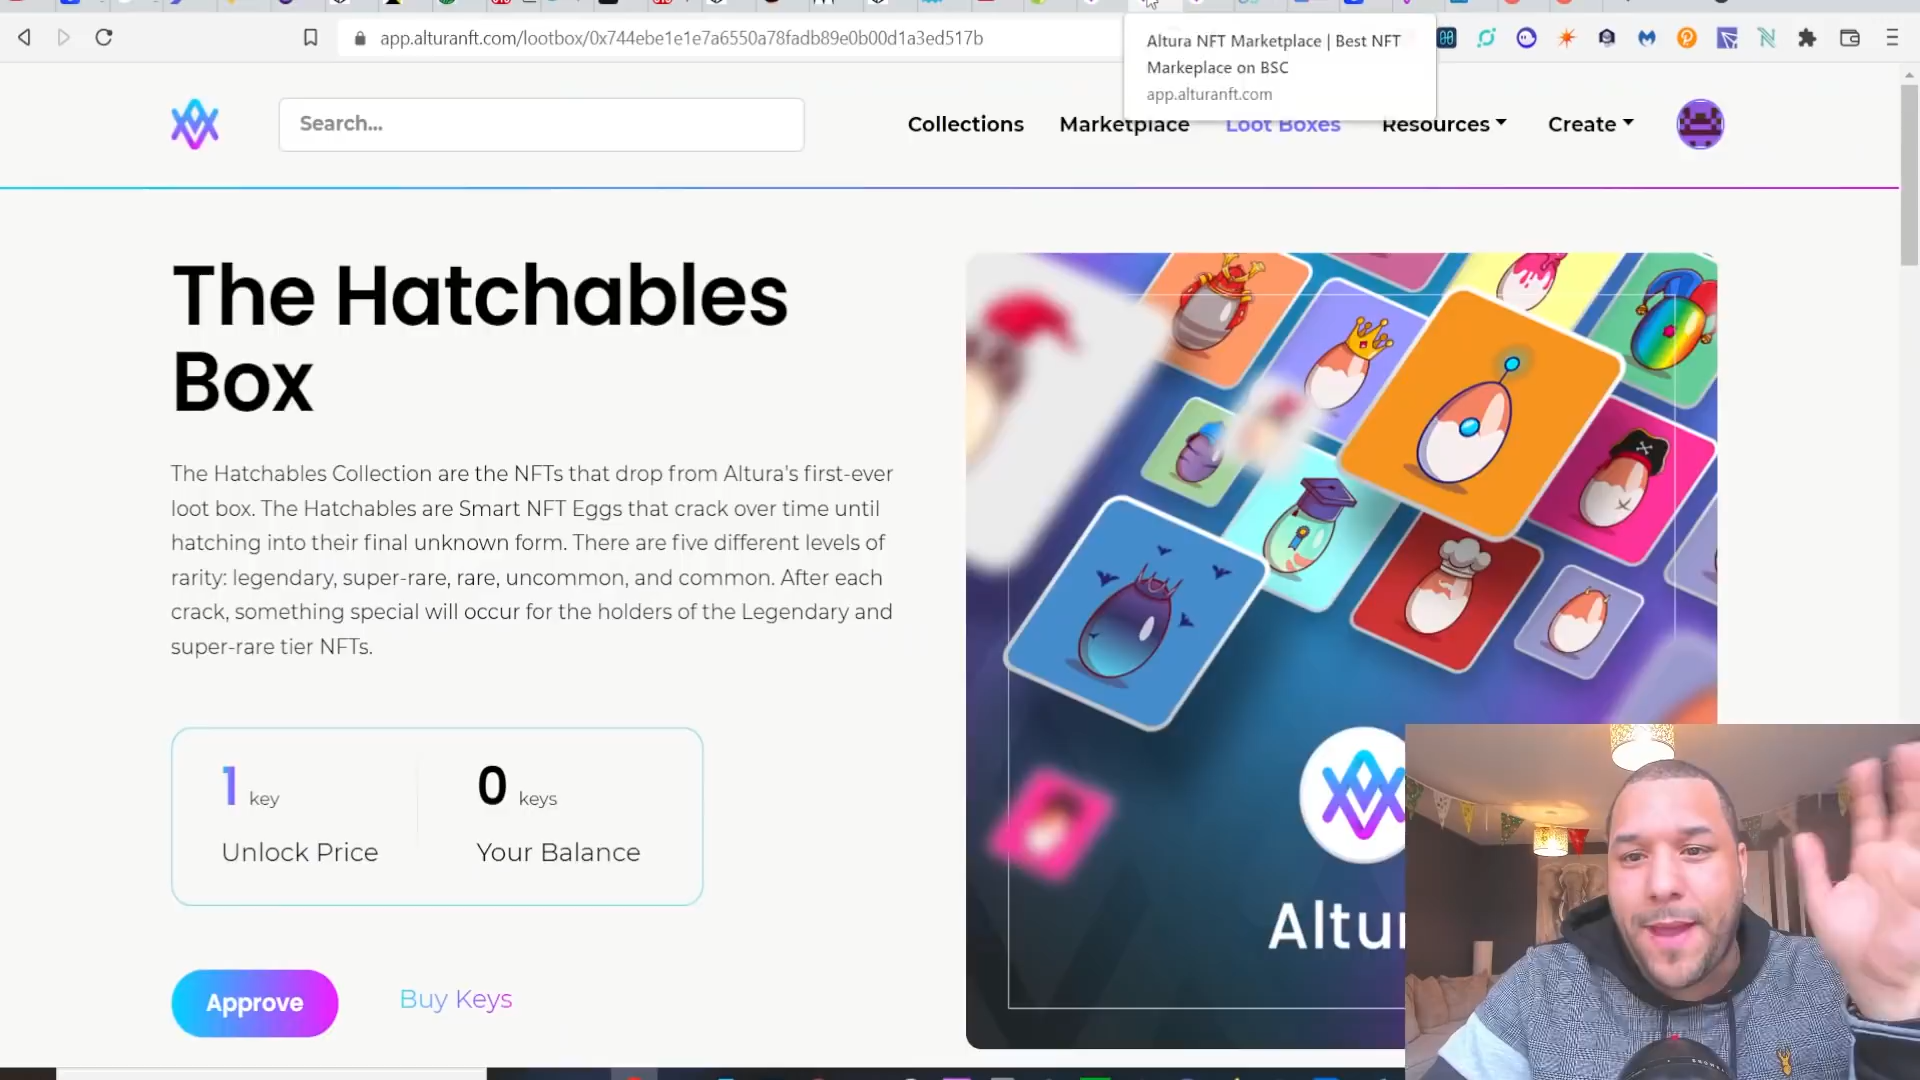 app.alturanft.com/lootbox/0x744ebe1e1e7a6550a78fadb89e0b00d1a3ed517b
Altura NFT Marketplace | Best NFT
Markeplace on BSC
app.alturanft.com
Search...
Collections
Marketplace
Loot Boxes
Resources
Create
The Hatchables
Box
The Hatchables Collection are the NFTs that drop from Altura's first-ever
loot box. The Hatchables are Smart NFT Eggs that crack over time until
hatching into their final unknown form. There are five different levels of
rarity: legendary, super-rare, rare, uncommon, and common. After each
crack, something special will occur for the holders of the Legendary and
super-rare tier NFTs.
1 key
Unlock Price
0 keys
Your Balance
Approve
Buy Keys
Altu